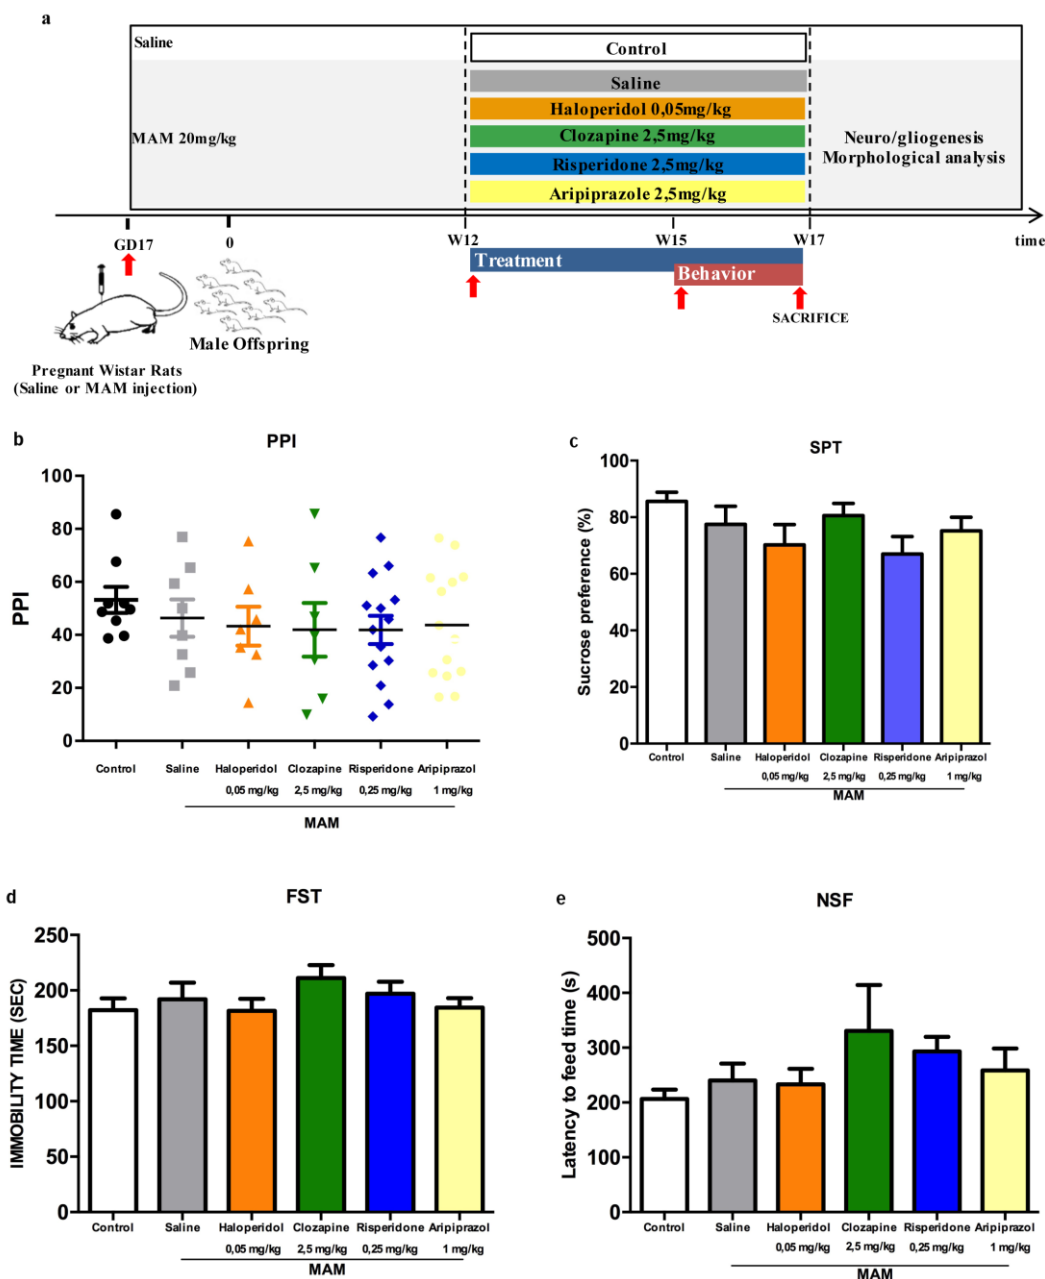 a
Saline
Control
Saline
Haloperidol 0,05mg/kg
MAM 20mg/kg
Clozapine 2,5mg/kg
Risperidone 2,5mg/kg
Aripiprazole 2,5mg/kg
Neuro/gliogenesis
Morphological analysis
GD17
0
W12
W15
W17
time
Treatment
Behavior
SACRIFICE
Male Offspring
Pregnant Wistar Rats
(Saline or MAM injection)
b
PPI
PPI
100
80
60
40
20
0
Control Saline Haloperidol Clozapine Risperidone Aripiprazol
0,05 mg/kg 2,5 mg/kg 0,25 mg/kg 1 mg/kg
MAM
c
SPT
Sucrose preference (%)
100
80
60
40
20
0
Control Saline Haloperidol Clozapine Risperidone Aripiprazol
0,05 mg/kg 2,5 mg/kg 0,25 mg/kg 1 mg/kg
MAM
d
FST
IMMOBILITY TIME (SEC)
250
200
150
100
50
0
Control Saline Haloperidol Clozapine Risperidone Aripiprazol
0,05 mg/kg 2,5 mg/kg 0,25 mg/kg 1 mg/kg
MAM
e
NSF
Latency to feed time (s)
500
400
300
200
100
0
Control Saline Haloperidol Clozapine Risperidone Aripiprazol
0,05 mg/kg 2,5 mg/kg 0,25 mg/kg 1 mg/kg
MAM